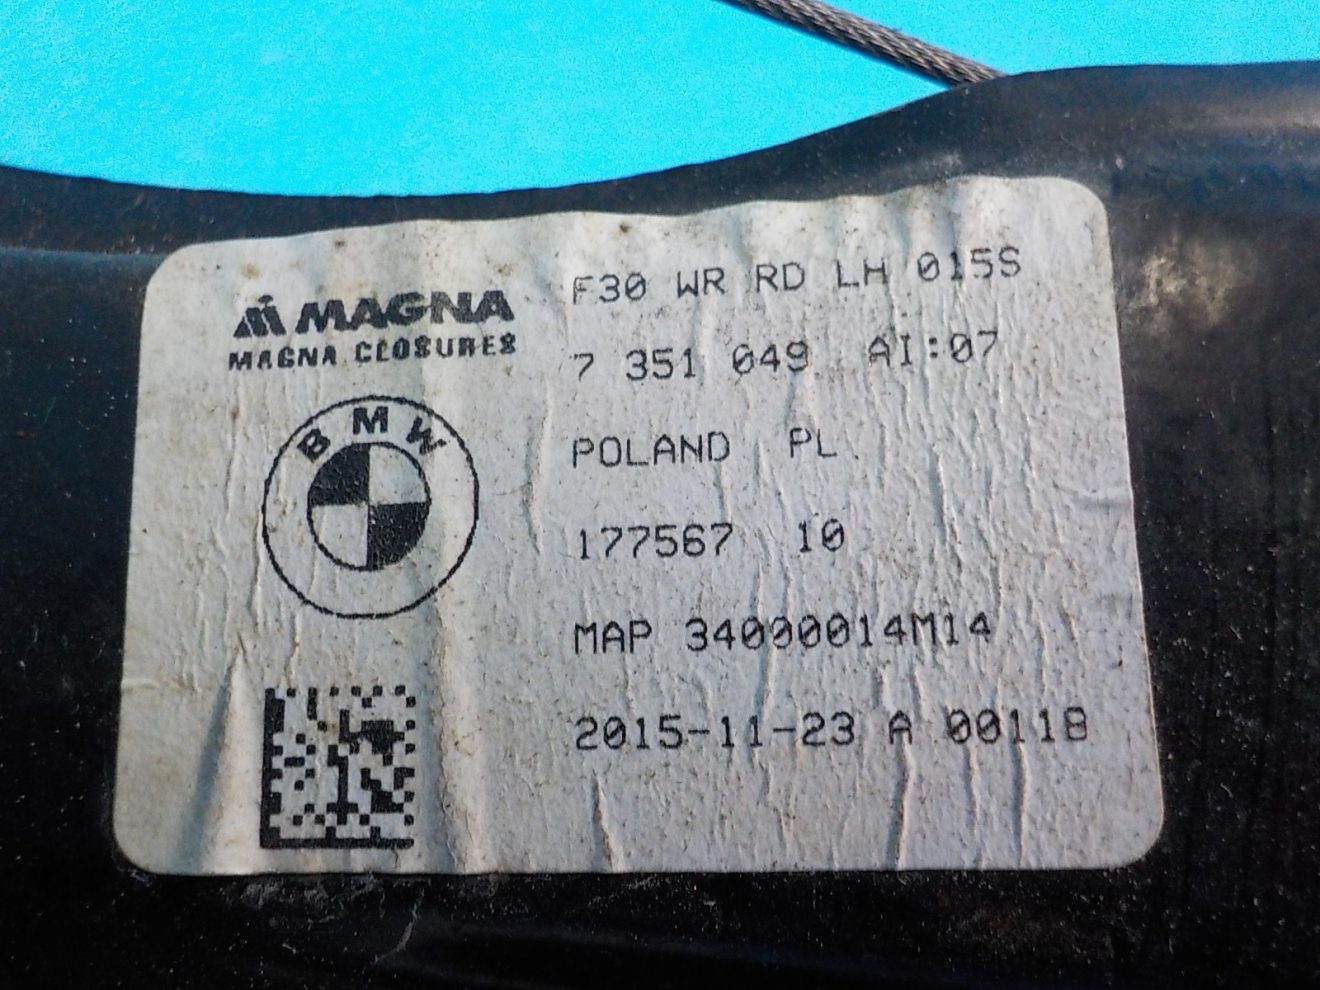 MAGNA
MAGNA CLOSURES
BMW
F30 WR RD LH 015S
7 351 049 AI:07
POLAND PL
177567 10
MAP 34000014M14
2015-11-23 A 00118